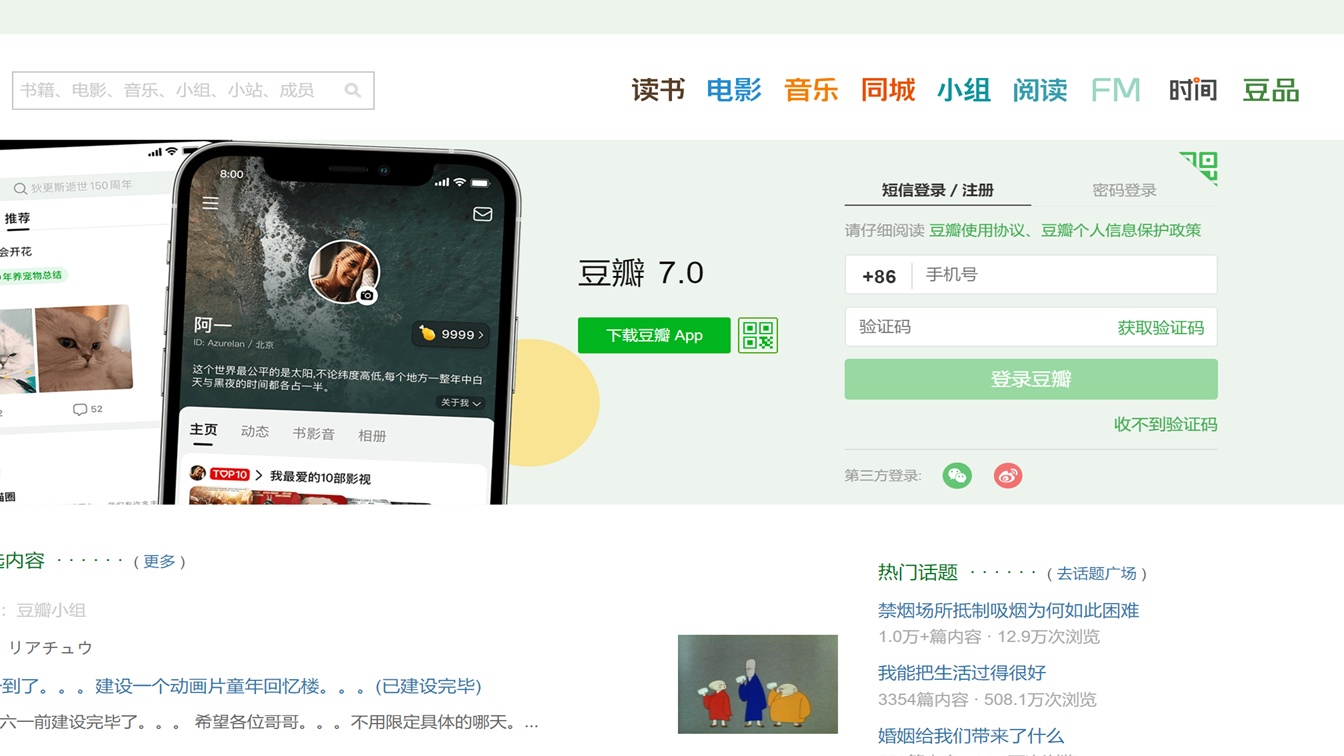 书籍、电影、音乐、小组、小站、成员
读书 电影 音乐 同城 小组 阅读 FM 时间 豆品
狄更斯逝世150周年
推荐
会开花
年养宠物总结
52
8:00
阿一
ID: Azurelan / 北京
9999
这个世界最公平的是太阳,不论纬度高低,每个地方一整年中白
天与黑夜的时间都各占一半。
关于我
主页 动态 书影音 相册
TOP10 我最爱的10部影视
豆瓣 7.0
下载豆瓣 App
短信登录 / 注册 密码登录
请仔细阅读 豆瓣使用协议、豆瓣个人信息保护政策
+86 手机号
验证码 获取验证码
登录豆瓣
收不到验证码
第三方登录:
内容 · · · · · · ( 更多 )
：豆瓣小组
リアチュウ
到了。。。建设一个动画片童年回忆楼。。。(已建设完毕)
六一前建设完毕了。。。 希望各位哥哥。。。不用限定具体的哪天。...
热门话题 · · · · · · ( 去话题广场 )
禁烟场所抵制吸烟为何如此困难
1.0万+篇内容 · 12.9万次浏览
我能把生活过得很好
3354篇内容 · 508.1万次浏览
婚姻给我们带来了什么